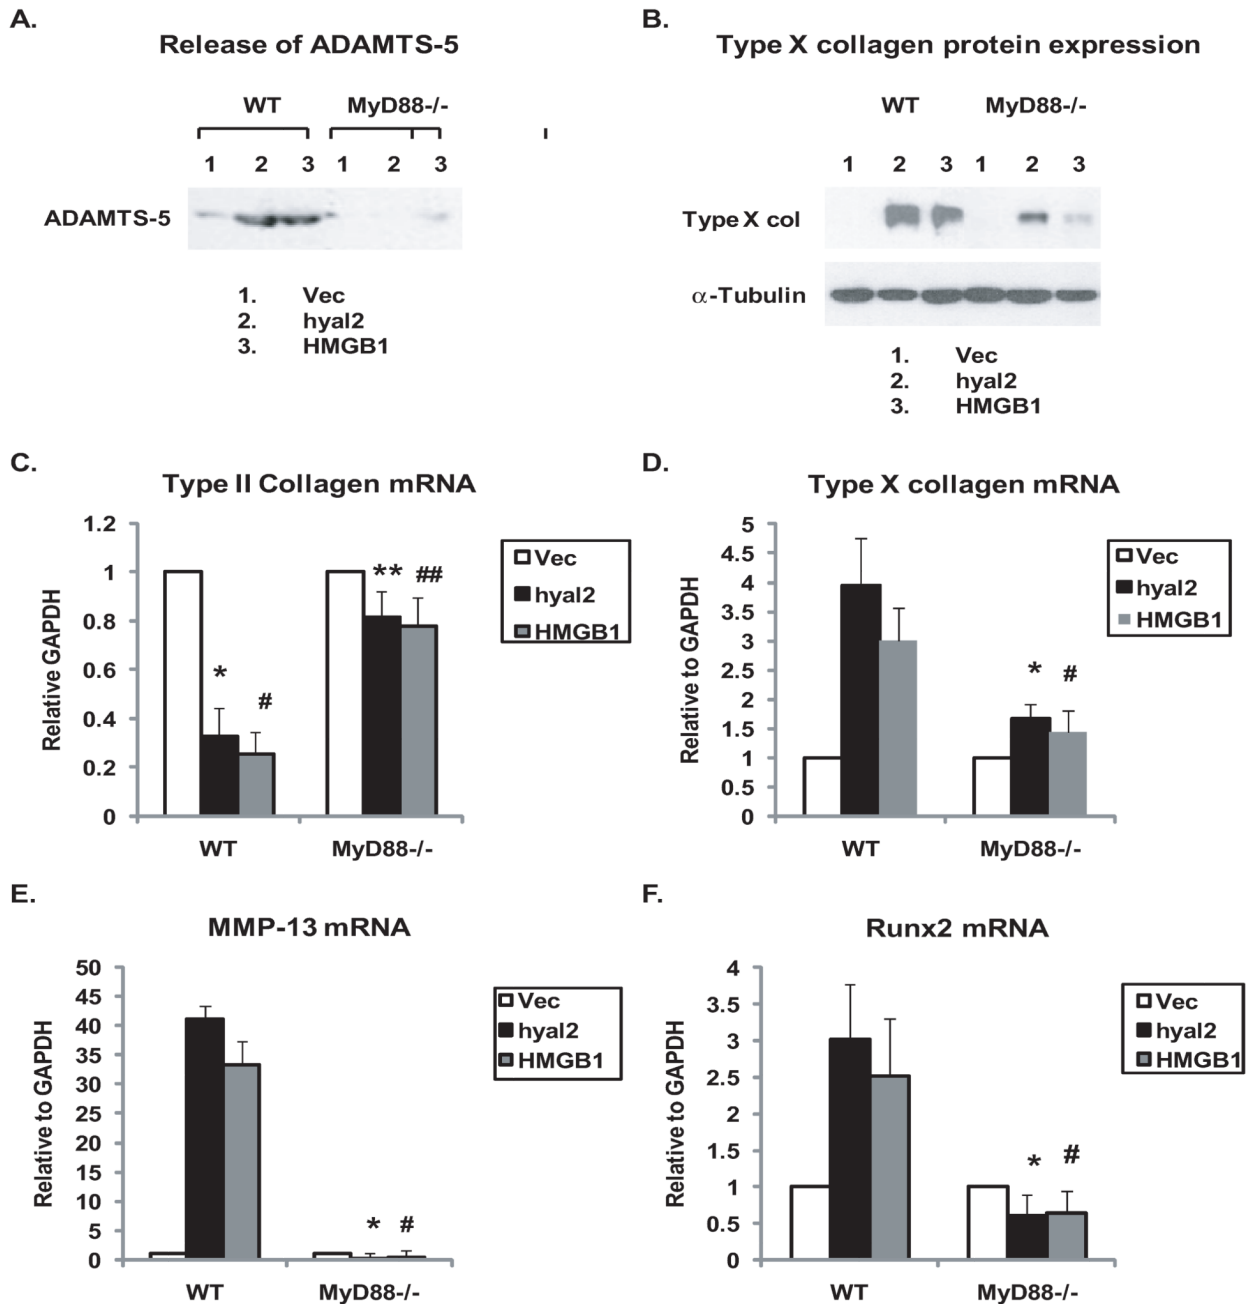 A.
Release of ADAMTS-5
WT MyD88-/-
1 2 3 1 2 3
ADAMTS-5
1. Vec
2. hyal2
3. HMGB1
B.
Type X collagen protein expression
WT MyD88-/-
1 2 3 1 2 3
Type X col
α-Tubulin
1. Vec
2. hyal2
3. HMGB1
C.
Type II Collagen mRNA
Relative GAPDH
1.2
1
0.8
0.6
0.4
0.2
0
* # ** ##
WT MyD88-/-
Vec
hyal2
HMGB1
D.
Type X collagen mRNA
Relative to GAPDH
5
4.5
4
3.5
3
2.5
2
1.5
1
0.5
0
* #
WT MyD88-/-
Vec
hyal2
HMGB1
E.
MMP-13 mRNA
Relative to GAPDH
50
45
40
35
30
25
20
15
10
5
0
* #
WT MyD88-/-
Vec
hyal2
HMGB1
F.
Runx2 mRNA
Relative to GAPDH
4
3.5
3
2.5
2
1.5
1
0.5
0
* #
WT MyD88-/-
Vec
hyal2
HMGB1